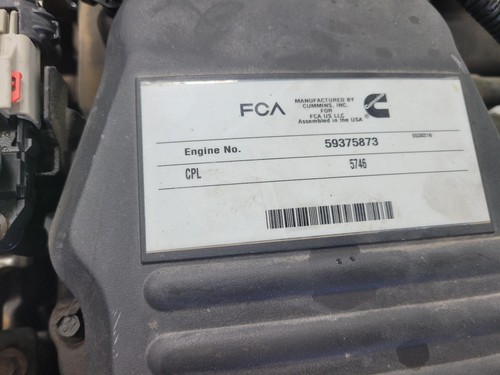 FCA
MANUFACTURED BY
CUMMINS, INC.
FOR
FCA US LLC
Assembled in the USA
Engine No. 59375873
CPL 5746